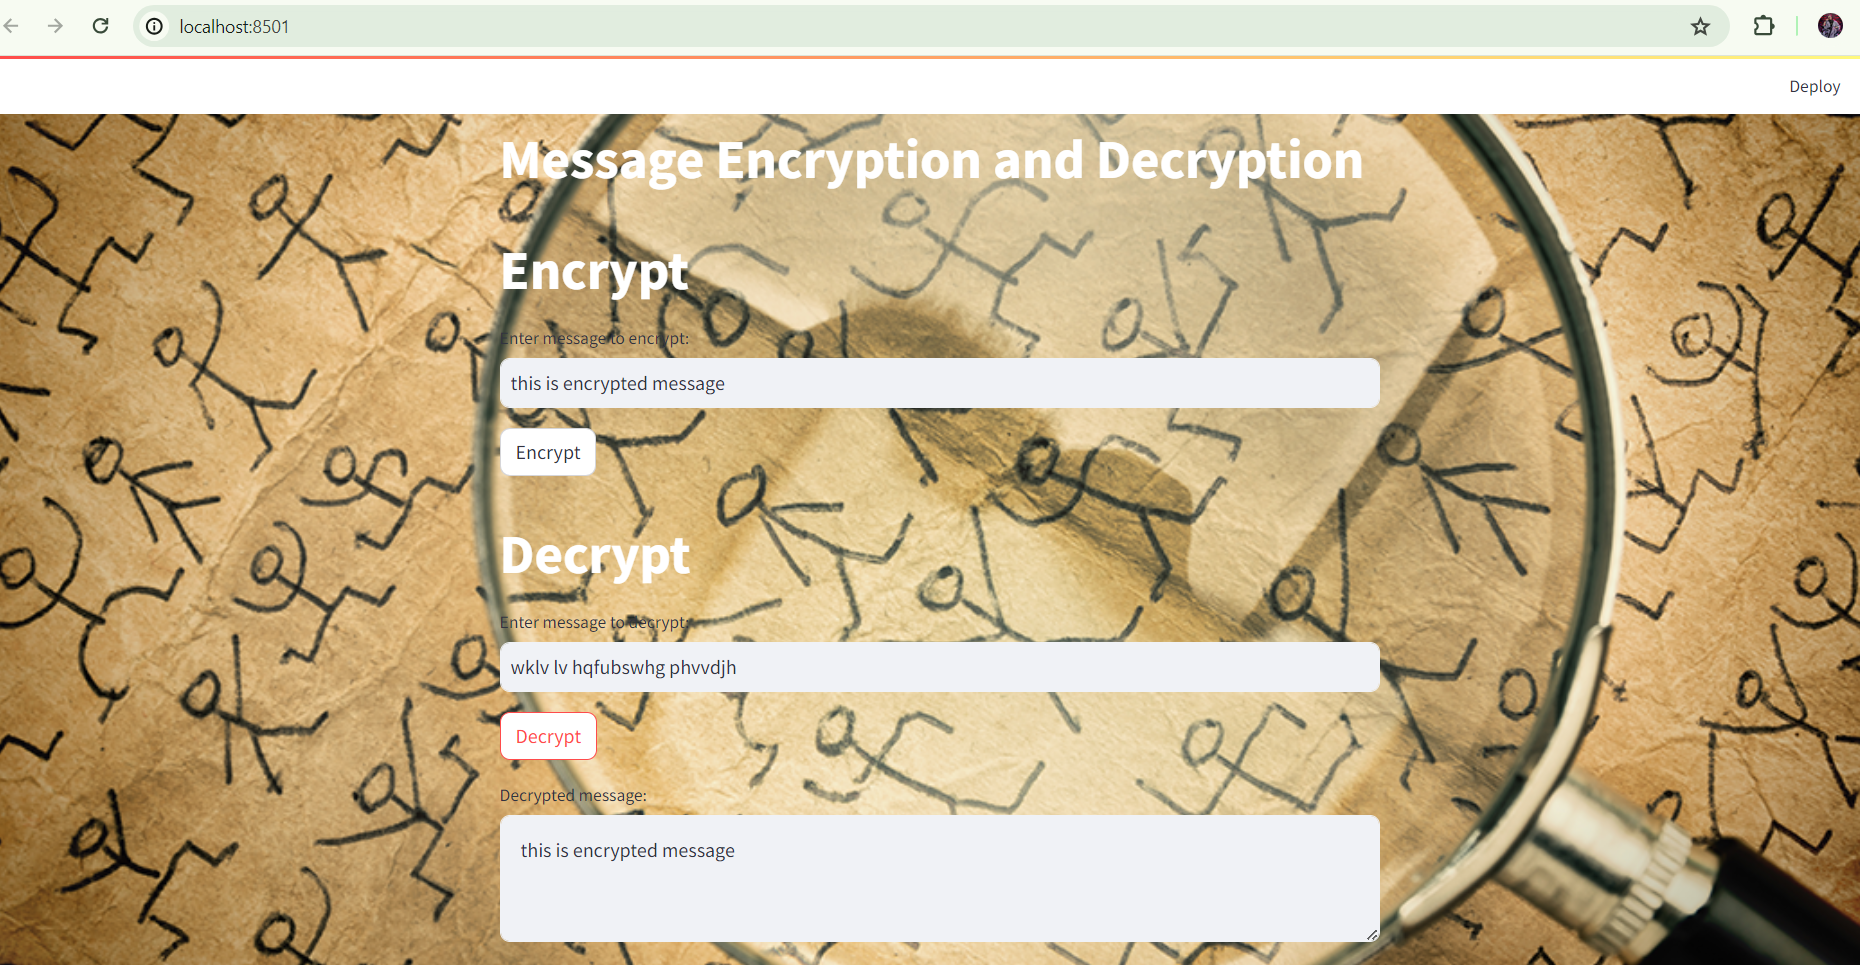 localhost:8501
Deploy
Message Encryption and Decryption
Encrypt
Enter message to encrypt:
this is encrypted message
Encrypt
Decrypt
Enter message to decrypt:
wklv lv hqfubswhg phvvdjh
Decrypt
Decrypted message:
this is encrypted message